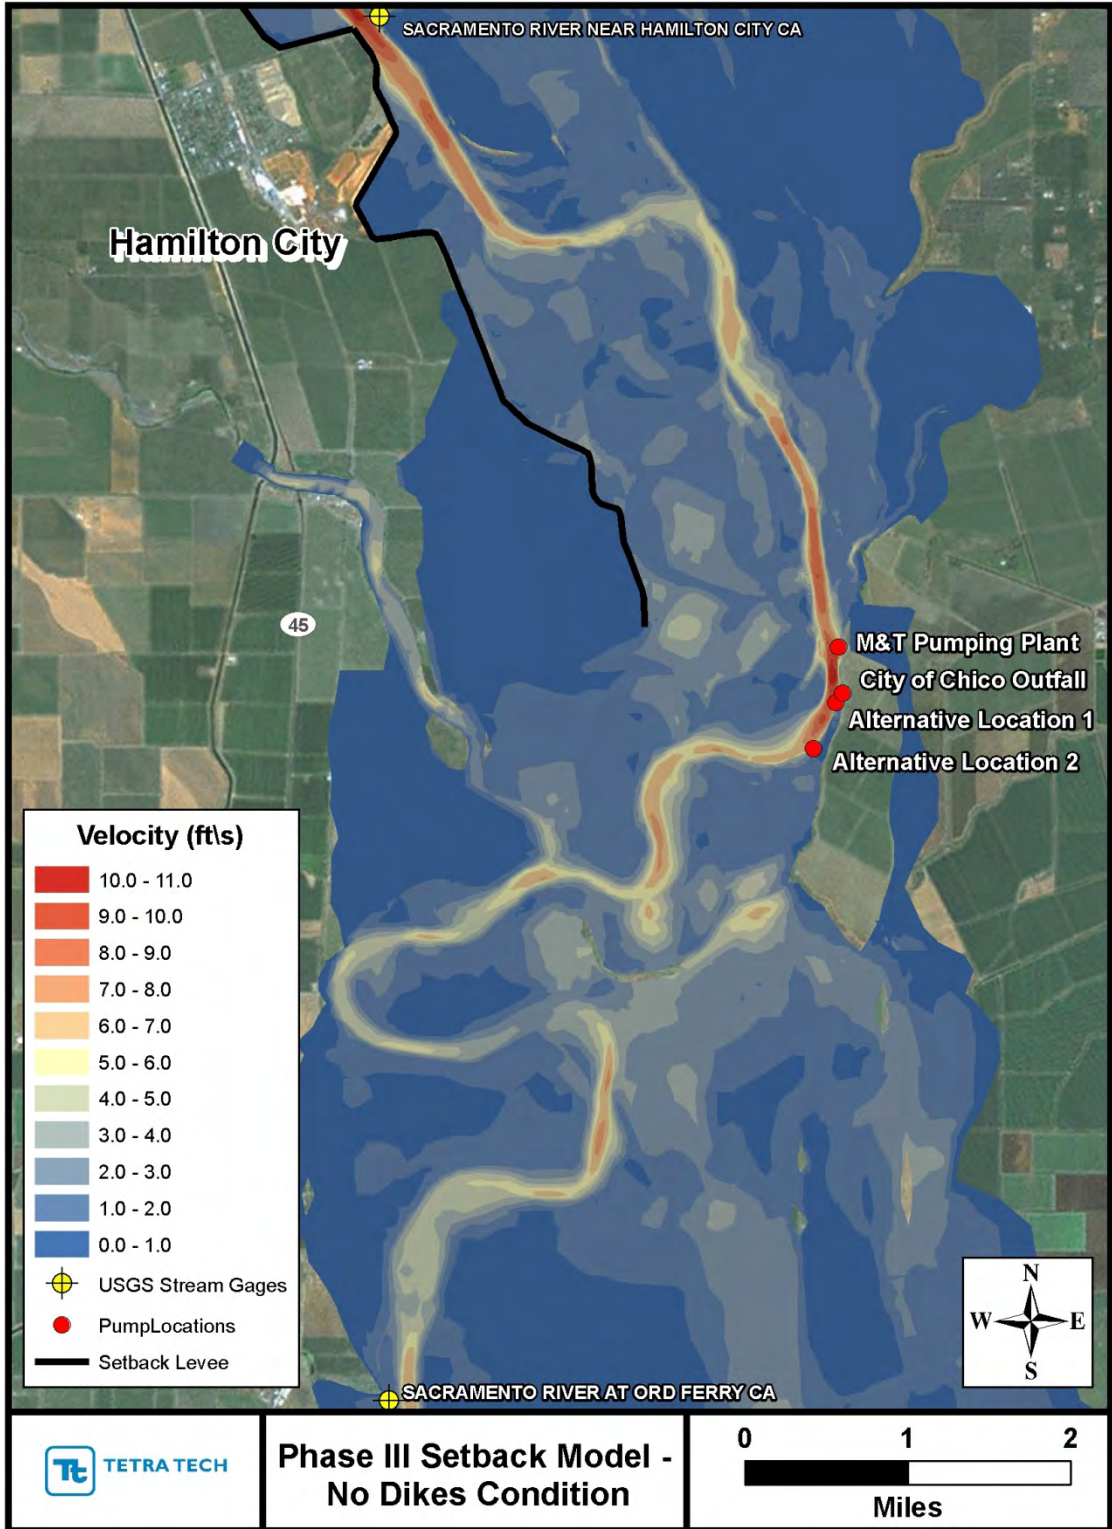 SACRAMENTO RIVER NEAR HAMILTON CITY CA
Hamilton City
45
M&T Pumping Plant
City of Chico Outfall
Alternative Location 1
Alternative Location 2
Velocity (ft\s)
10.0 - 11.0
9.0 - 10.0
8.0 - 9.0
7.0 - 8.0
6.0 - 7.0
5.0 - 6.0
4.0 - 5.0
3.0 - 4.0
2.0 - 3.0
1.0 - 2.0
0.0 - 1.0
USGS Stream Gages
PumpLocations
Setback Levee
N
W E
S
SACRAMENTO RIVER AT ORD FERRY CA
Tt TETRA TECH
Phase III Setback Model -
No Dikes Condition
0 1 2
Miles